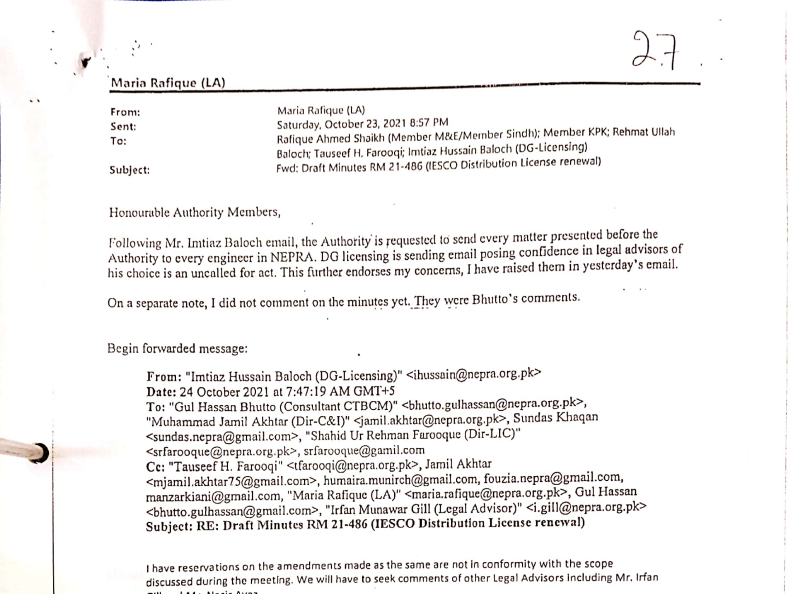 27
Maria Rafique (LA)
From: Maria Rafique (LA)
Sent: Saturday, October 23, 2021 8:57 PM
To: Rafique Ahmed Shaikh (Member M&E/Member Sindh); Member KPK; Rehmat Ullah
Baloch; Tauseef H. Farooqi; Imtiaz Hussain Baloch (DG-Licensing)
Subject: Fwd: Draft Minutes RM 21-486 (IESCO Distribution License renewal)
Honourable Authority Members,
Following Mr. Imtiaz Baloch email, the Authority is requested to send every matter presented before the
Authority to every engineer in NEPRA. DG licensing is sending email posing confidence in legal advisors of
his choice is an uncalled for act. This further endorses my concerns, I have raised them in yesterday's email.
On a separate note, I did not comment on the minutes yet. They were Bhutto's comments.
Begin forwarded message:
From: "Imtiaz Hussain Baloch (DG-Licensing)" <ihussain@nepra.org.pk>
Date: 24 October 2021 at 7:47:19 AM GMT+5
To: "Gul Hassan Bhutto (Consultant CTBCM)" <bhutto.gulhassan@nepra.org.pk>,
"Muhammad Jamil Akhtar (Dir-C&I)" <jamil.akhtar@nepra.org.pk>, Sundas Khaqan
<sundas.nepra@gmail.com>, "Shahid Ur Rehman Farooque (Dir-LIC)"
<srfarooque@nepra.org.pk>, srfarooque@gamil.com
Cc: "Tauseef H. Farooqi" <tfarooqi@nepra.org.pk>, Jamil Akhtar
<mjamil.akhtar75@gmail.com>, humaira.munirch@gmail.com, fouzia.nepra@gmail.com,
manzarkiani@gmail.com, "Maria Rafique (LA)" <maria.rafique@nepra.org.pk>, Gul Hassan
<bhutto.gulhassan@gmail.com>, "Irfan Munawar Gill (Legal Advisor)" <i.gill@nepra.org.pk>
Subject: RE: Draft Minutes RM 21-486 (IESCO Distribution License renewal)
I have reservations on the amendments made as the same are not in conformity with the scope
discussed during the meeting. We will have to seek comments of other Legal Advisors Including Mr. Irfan